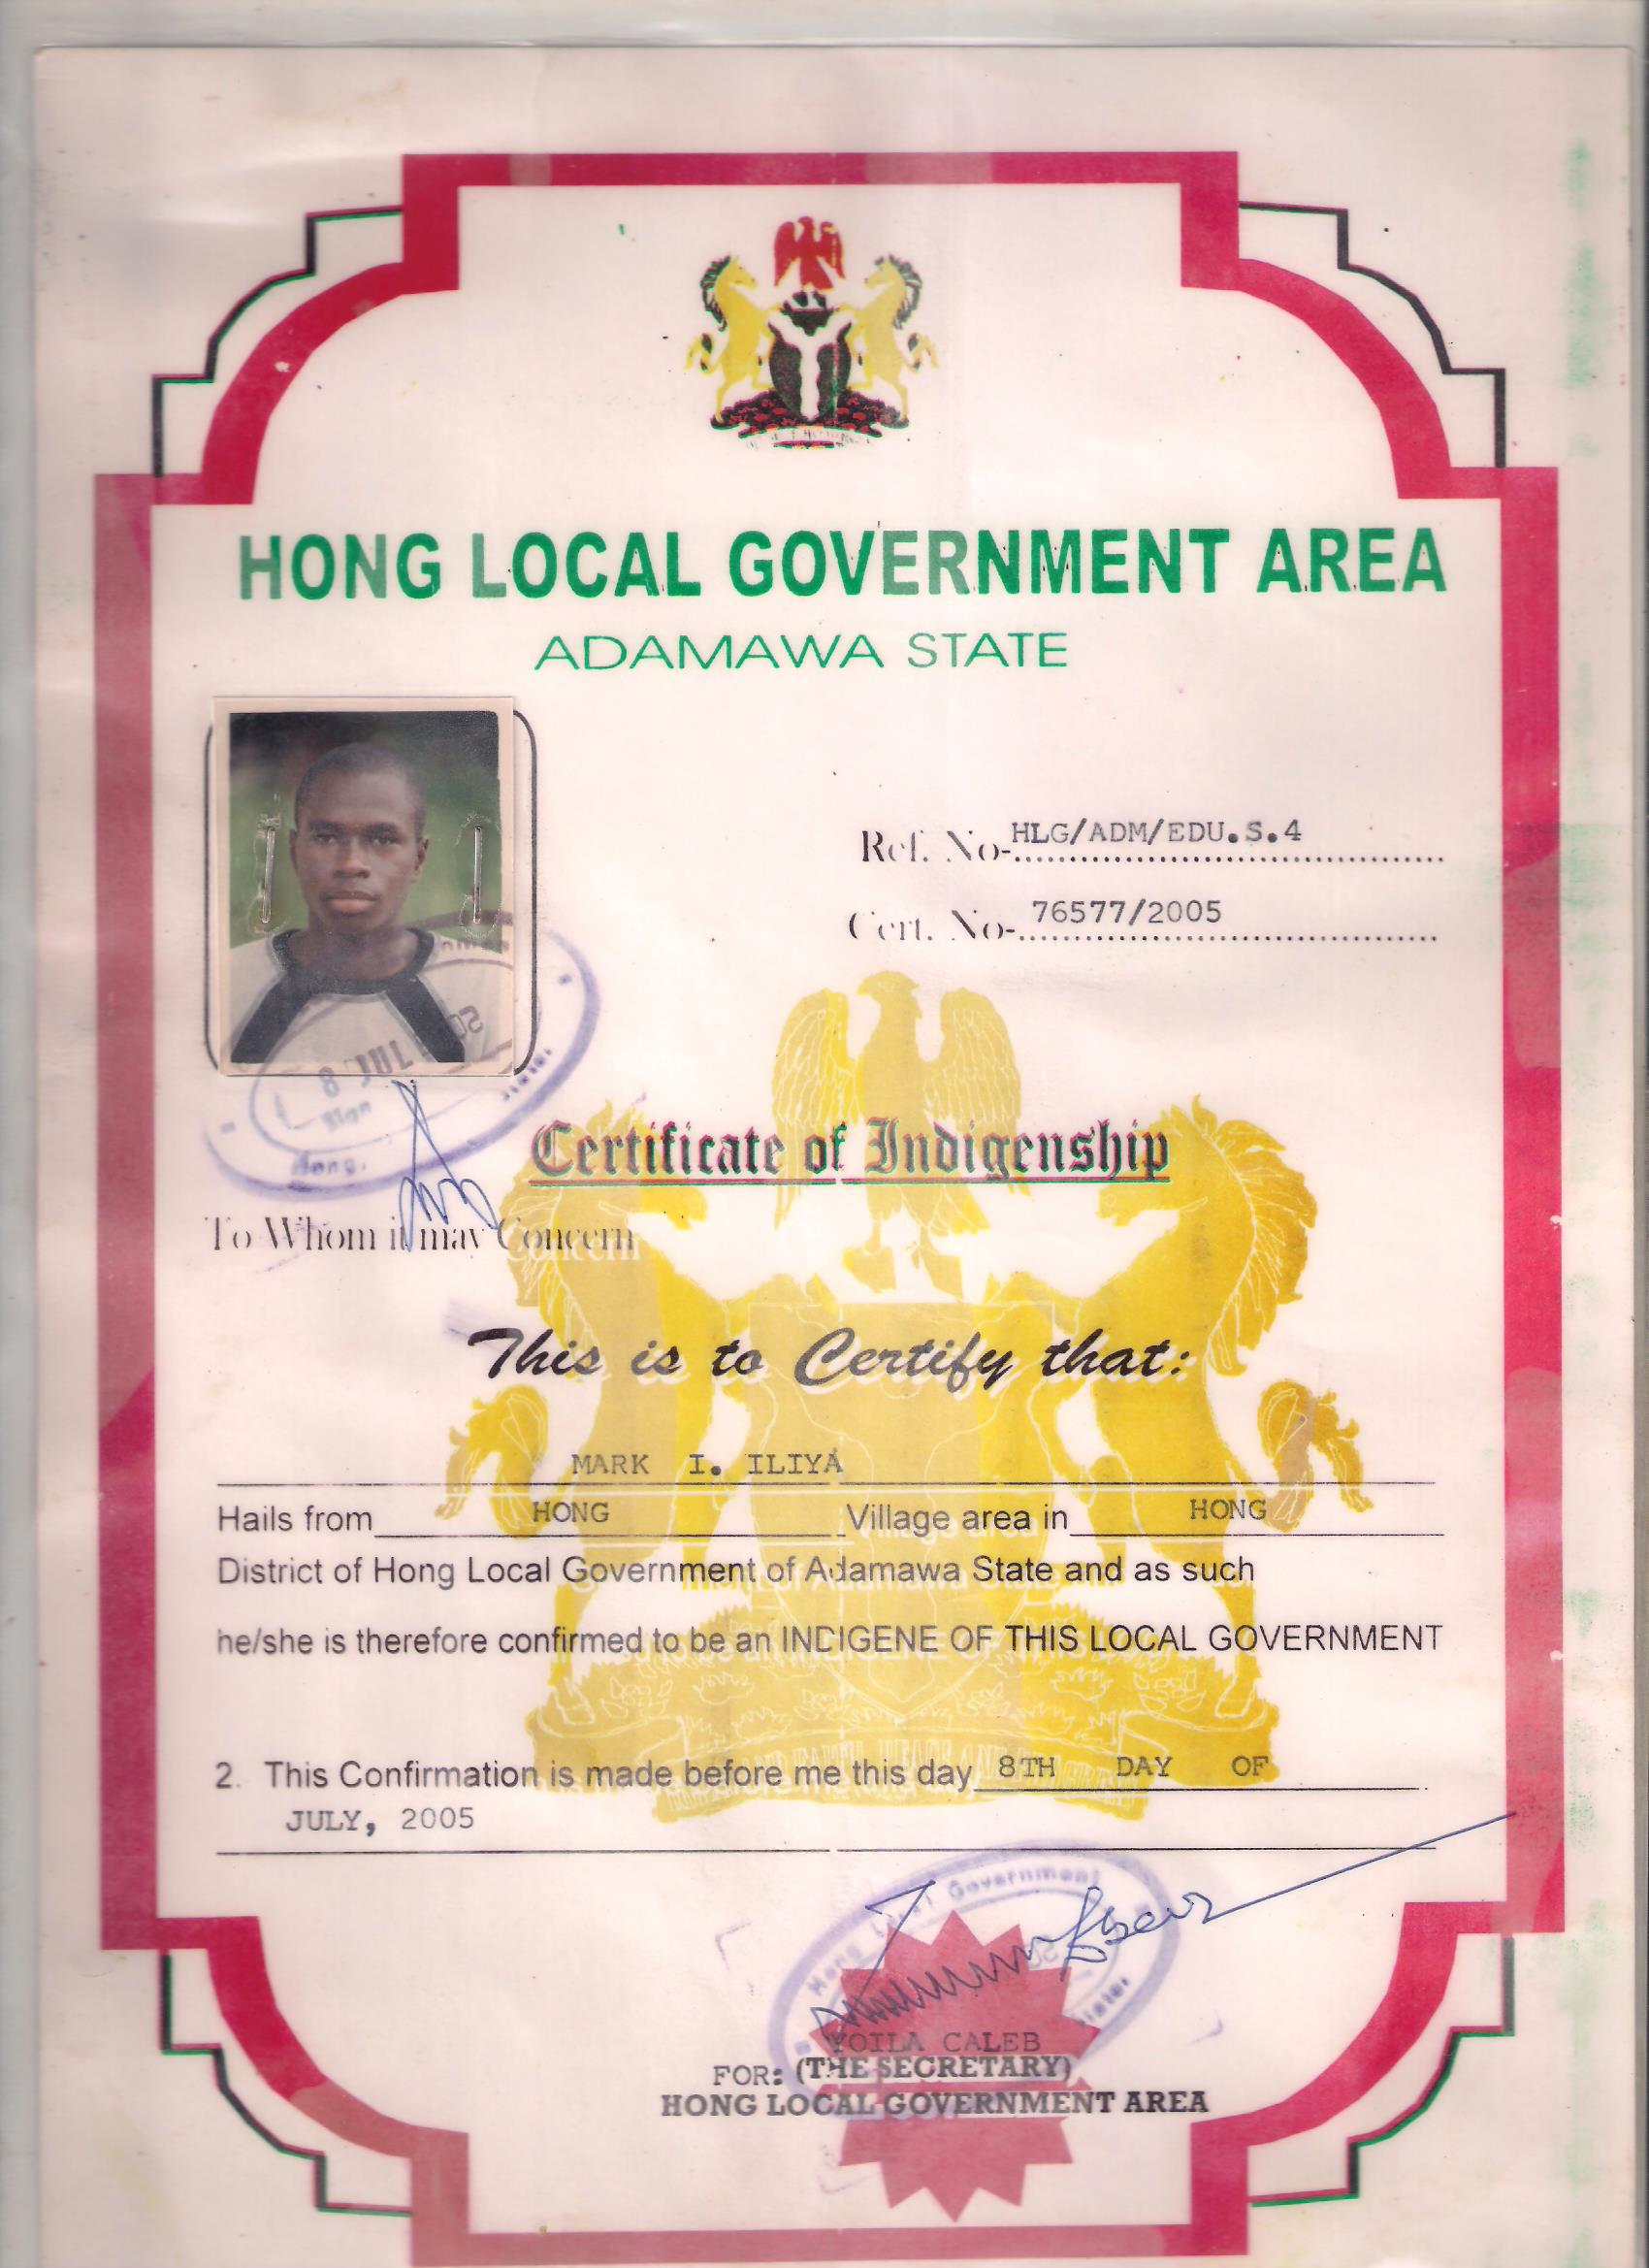 HONG LOCAL GOVERNMENT AREA
ADAMAWA STATE
Ref. No- HLG/ADM/EDU.S.4
Cert. No- 76577/2005
8 JUL
Sign
Hong.
Certificate of Indigenship
To Whom it may Concern
This is to Certify that:
MARK I. ILIYA
Hails from HONG Village area in HONG
District of Hong Local Government of Adamawa State and as such
he/she is therefore confirmed to be an INDIGENE OF THIS LOCAL GOVERNMENT
2. This Confirmation is made before me this day 8TH DAY OF
JULY, 2005
Hong Local Government
CALEB
FOR: (THE SECRETARY)
HONG LOCAL GOVERNMENT AREA